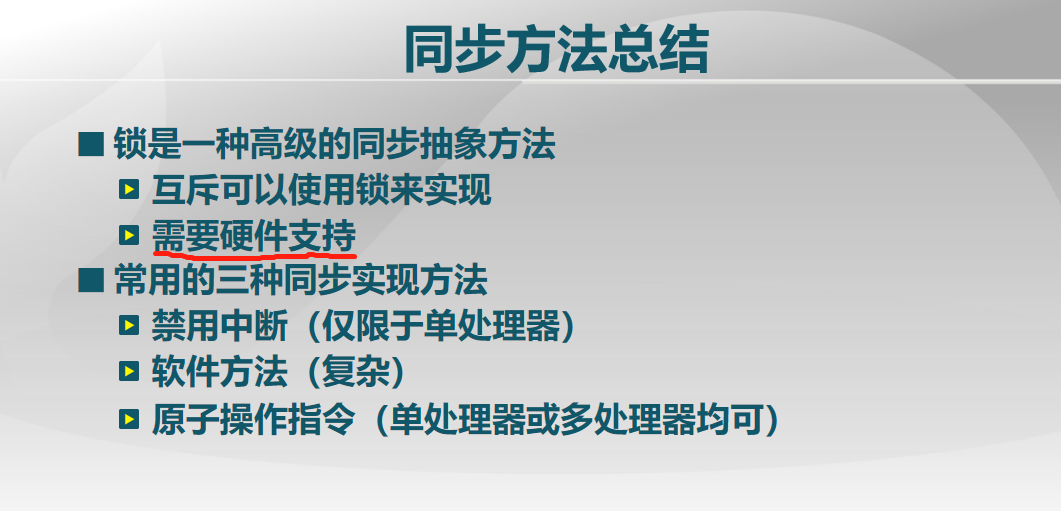 同步方法总结
锁是一种高级的同步抽象方法
互斥可以使用锁来实现
需要硬件支持
常用的三种同步实现方法
禁用中断（仅限于单处理器）
软件方法（复杂）
原子操作指令（单处理器或多处理器均可）